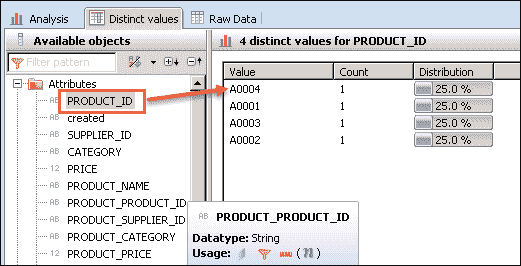 Analysis Distinct values Raw Data
Available objects
4 distinct values for PRODUCT_ID
Filter pattern
Value Count Distribution
Attributes
A0004 1 25.0 %
AB PRODUCT_ID
A0001 1 25.0 %
AB created
A0003 1 25.0 %
AB SUPPLIER_ID
A0002 1 25.0 %
AB CATEGORY
12 PRICE
AB PRODUCT_NAME
AB PRODUCT_PRODUCT_ID
AB PRODUCT_SUPPLIER_ID
AB PRODUCT_CATEGORY
12 PRODUCT_PRICE
AB PRODUCT_PRODUCT_ID
Datatype: String
Usage: